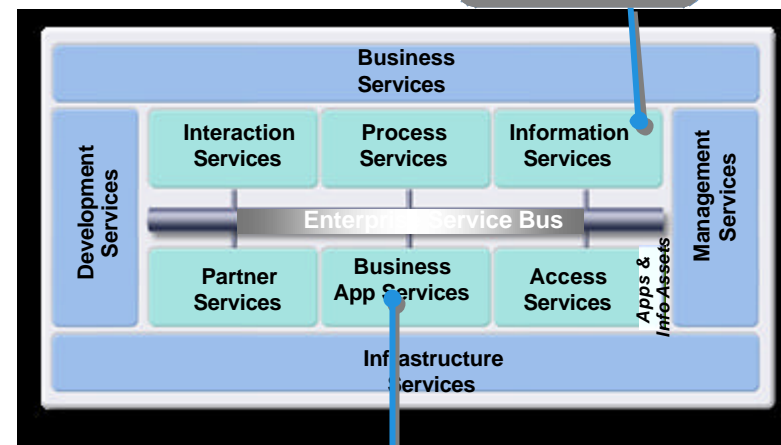 Business
Services
Development
Services
Interaction
Services
Process
Services
Information
Services
Management
Services
Enterprise Service Bus
Partner
Services
Business
App Services
Access
Services
Apps &
Info Assets
Infrastructure
Services